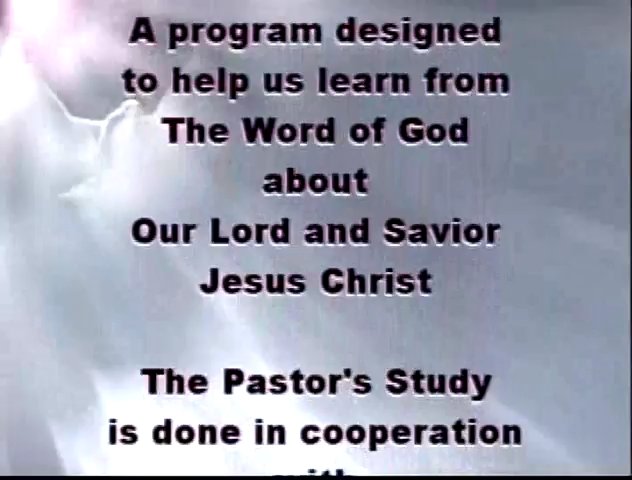 A program designed
to help us learn from
The Word of God
about
Our Lord and Savior
Jesus Christ
The Pastor's Study
is done in cooperation
with